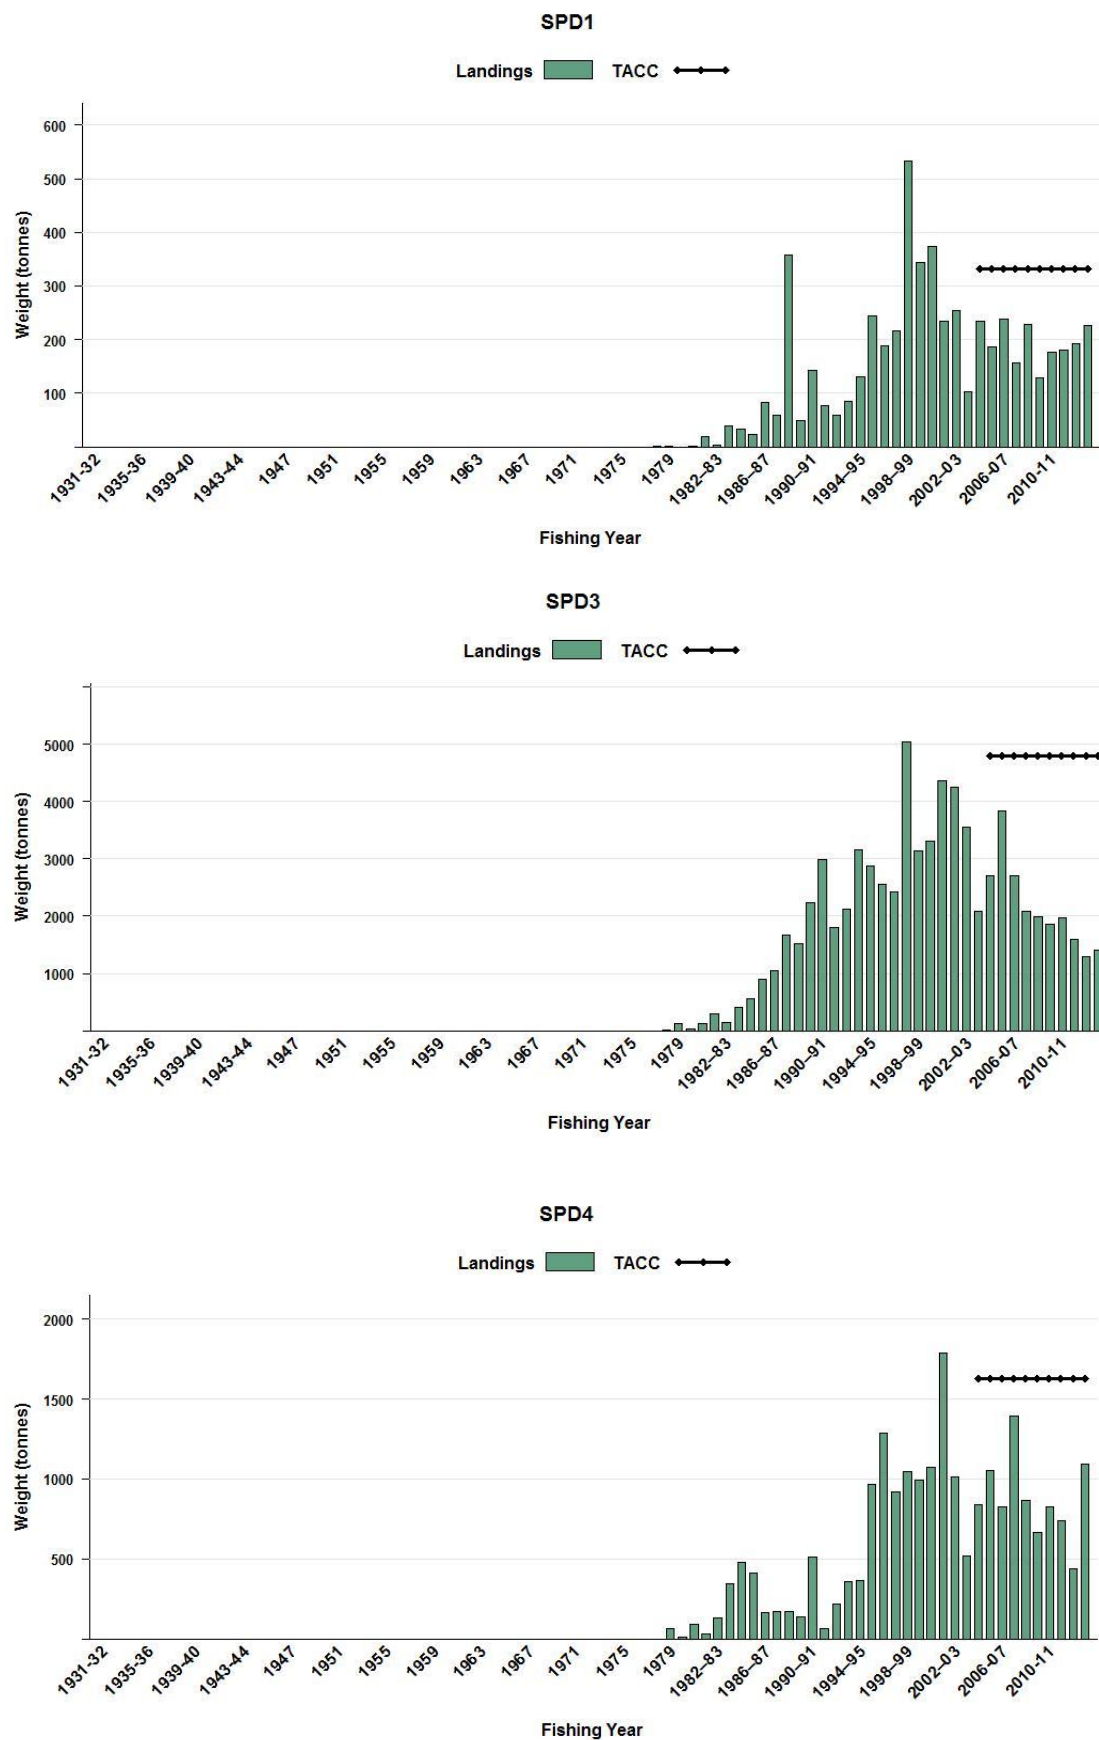 SPD1
Landings TACC
600
500
400
300
200
100
Weight (tonnes)
1931-32 1935-36 1939-40 1943-44 1947 1951 1955 1959 1963 1967 1971 1975 1979 1982–83 1986–87 1990–91 1994–95 1998–99 2002-03 2006-07 2010-11
Fishing Year
SPD3
Landings TACC
5000
4000
3000
2000
1000
Weight (tonnes)
1931-32 1935-36 1939-40 1943-44 1947 1951 1955 1959 1963 1967 1971 1975 1979 1982–83 1986–87 1990–91 1994–95 1998–99 2002–03 2006-07 2010-11
Fishing Year
SPD4
Landings TACC
2000
1500
1000
500
Weight (tonnes)
1931-32 1935-36 1939-40 1943-44 1947 1951 1955 1959 1963 1967 1971 1975 1979 1982–83 1986–87 1990–91 1994–95 1998–99 2002-03 2006-07 2010-11
Fishing Year